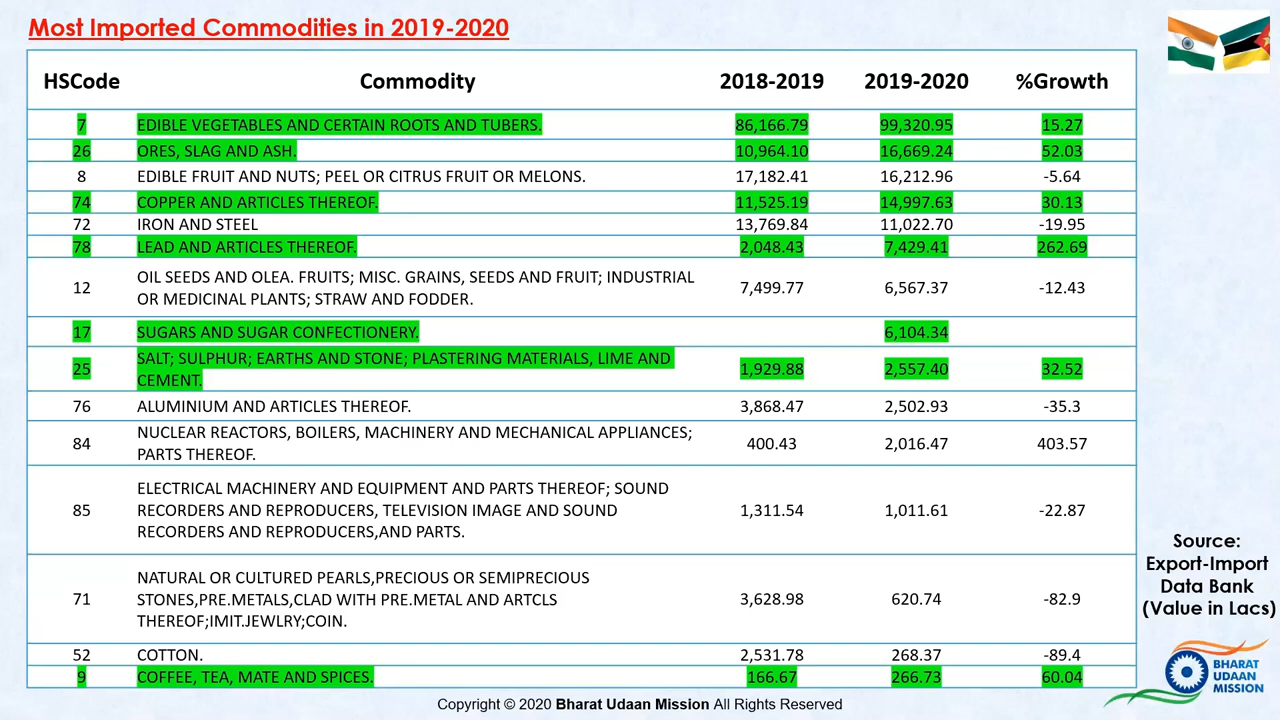 Most Imported Commodities in 2019-2020
HSCode Commodity 2018-2019 2019-2020 %Growth
7 EDIBLE VEGETABLES AND CERTAIN ROOTS AND TUBERS. 86,166.79 99,320.95 15.27
26 ORES, SLAG AND ASH. 10,964.10 16,669.24 52.03
8 EDIBLE FRUIT AND NUTS; PEEL OR CITRUS FRUIT OR MELONS. 17,182.41 16,212.96 -5.64
74 COPPER AND ARTICLES THEREOF. 11,525.19 14,997.63 30.13
72 IRON AND STEEL 13,769.84 11,022.70 -19.95
78 LEAD AND ARTICLES THEREOF. 2,048.43 7,429.41 262.69
OIL SEEDS AND OLEA. FRUITS; MISC. GRAINS, SEEDS AND FRUIT; INDUSTRIAL
12 7,499.77 6,567.37 -12.43
OR MEDICINAL PLANTS; STRAW AND FODDER.
17 SUGARS AND SUGAR CONFECTIONERY. 6,104.34
SALT; SULPHUR; EARTHS AND STONE; PLASTERING MATERIALS, LIME AND
25 1,929.88 2,557.40 32.52
CEMENT.
76 ALUMINIUM AND ARTICLES THEREOF. 3,868.47 2,502.93 -35.3
NUCLEAR REACTORS, BOILERS, MACHINERY AND MECHANICAL APPLIANCES;
84 400.43 2,016.47 403.57
PARTS THEREOF.
ELECTRICAL MACHINERY AND EQUIPMENT AND PARTS THEREOF; SOUND
85 RECORDERS AND REPRODUCERS, TELEVISION IMAGE AND SOUND 1,311.54 1,011.61 -22.87
RECORDERS AND REPRODUCERS,AND PARTS.
NATURAL OR CULTURED PEARLS,PRECIOUS OR SEMIPRECIOUS
71 STONES,PRE.METALS,CLAD WITH PRE.METAL AND ARTCLS 3,628.98 620.74 -82.9
THEREOF;IMIT.JEWLRY;COIN.
52 COTTON. 2,531.78 268.37 -89.4
9 COFFEE, TEA, MATE AND SPICES. 166.67 266.73 60.04
Source:
Export-Import
Data Bank
(Value in Lacs)
BHARAT
UDAAN
MISSION
Copyright © 2020 Bharat Udaan Mission All Rights Reserved